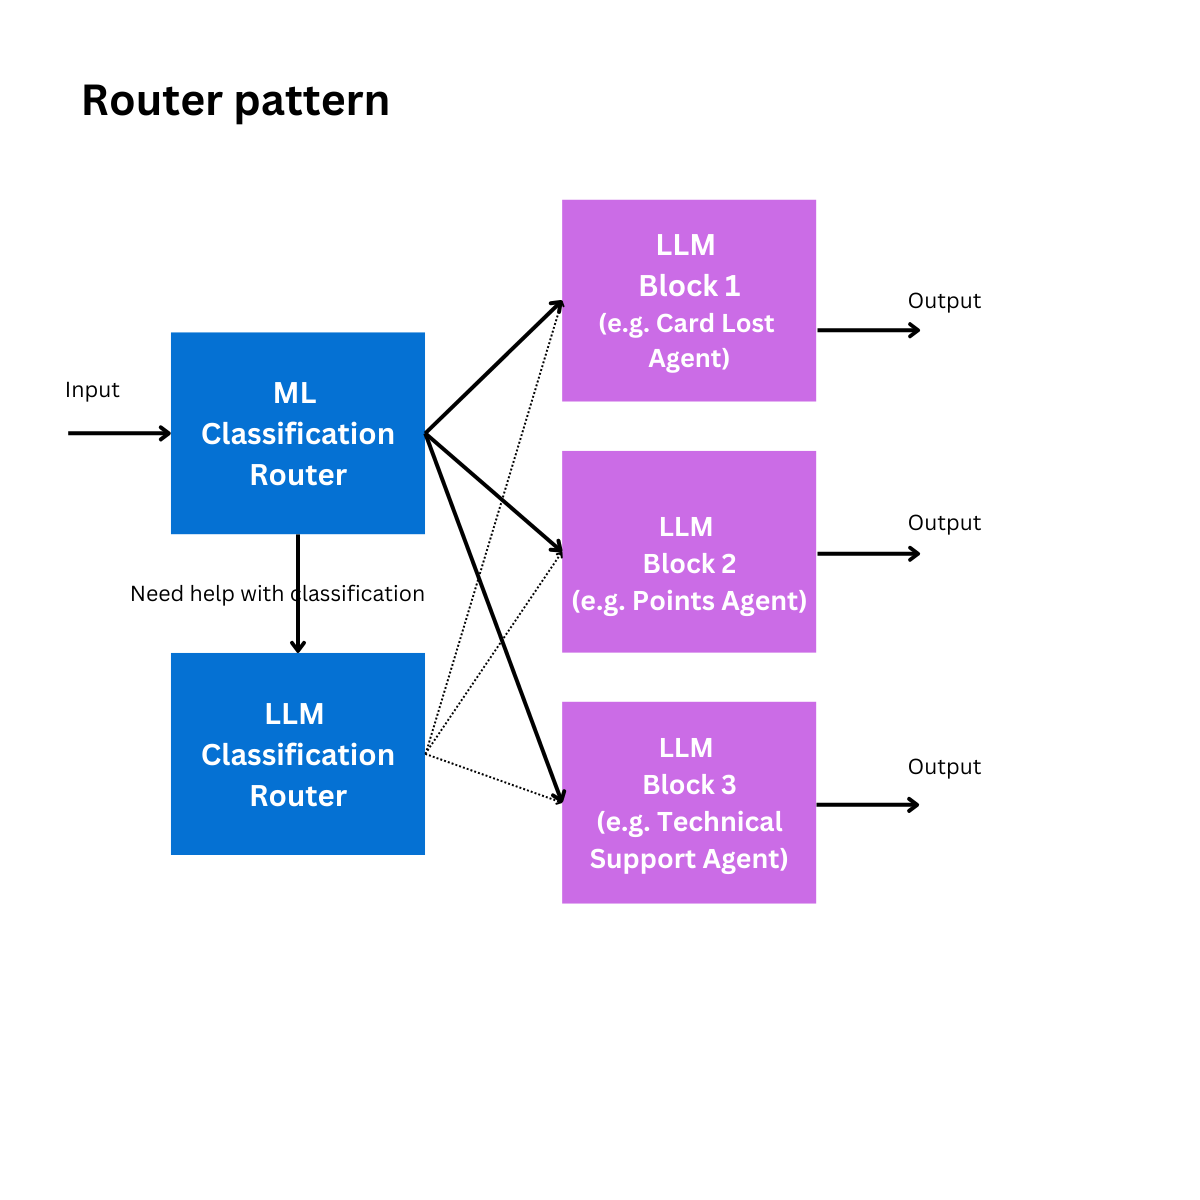 Router pattern
Input
ML
Classification
Router
Need help with classification
LLM
Classification
Router
LLM
Block 1
(e.g. Card Lost
Agent)
Output
LLM
Block 2
(e.g. Points Agent)
Output
LLM
Block 3
(e.g. Technical
Support Agent)
Output